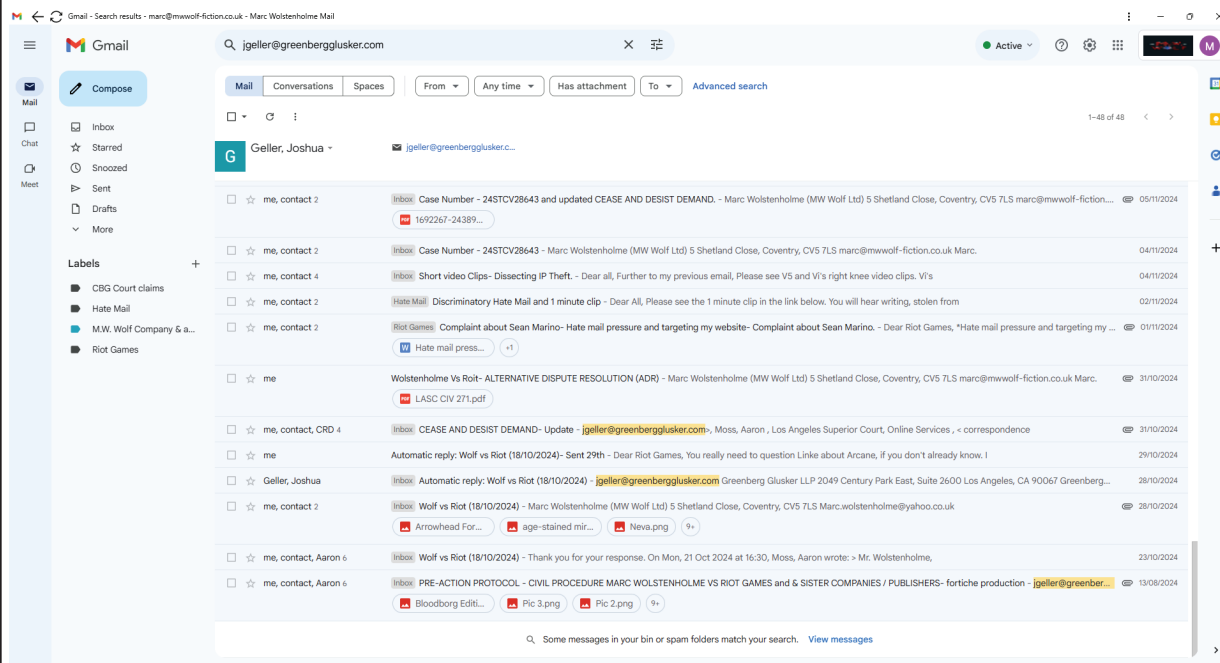 Gmail - Search results - marc@mwwolf-fiction.co.uk - Marc Wolstenholme Mail
Gmail
jgeller@greenbergglusker.com
Active
M
Mail
Chat
Meet
Compose
Inbox
Starred
Snoozed
Sent
Drafts
More
Labels
CBG Court claims
Hate Mail
M.W. Wolf Company & a...
Riot Games
Mail Conversations Spaces From Any time Has attachment To Advanced search
1–48 of 48
G Geller, Joshua jgeller@greenbergglusker.c...
me, contact 2 Inbox Case Number - 24STCV28643 and updated CEASE AND DESIST DEMAND. - Marc Wolstenholme (MW Wolf Ltd) 5 Shetland Close, Coventry, CV5 7LS marc@mwwolf-fiction.... 05/11/2024
PDF 1692267-24389...
me, contact 2 Inbox Case Number - 24STCV28643 - Marc Wolstenholme (MW Wolf Ltd) 5 Shetland Close, Coventry, CV5 7LS marc@mwwolf-fiction.co.uk Marc. 04/11/2024
me, contact 4 Inbox Short video Clips- Dissecting IP Theft. - Dear all, Further to my previous email, Please see V5 and Vi's right knee video clips. Vi's 04/11/2024
me, contact 2 Hate Mail Discriminatory Hate Mail and 1 minute clip - Dear All, Please see the 1 minute clip in the link below. You will hear writing, stolen from 02/11/2024
me, contact 2 Riot Games Complaint about Sean Marino- Hate mail pressure and targeting my website- Complaint about Sean Marino. - Dear Riot Games, *Hate mail pressure and targeting my ... 01/11/2024
W Hate mail press... +1
me Wolstenholme Vs Roit- ALTERNATIVE DISPUTE RESOLUTION (ADR) - Marc Wolstenholme (MW Wolf Ltd) 5 Shetland Close, Coventry, CV5 7LS marc@mwwolf-fiction.co.uk Marc. 31/10/2024
PDF LASC CIV 271.pdf
me, contact, CRD 4 Inbox CEASE AND DESIST DEMAND- Update - jgeller@greenbergglusker.com>, Moss, Aaron , Los Angeles Superior Court, Online Services , < correspondence 31/10/2024
me Automatic reply: Wolf vs Riot (18/10/2024)- Sent 29th - Dear Riot Games, You really need to question Linke about Arcane, if you don't already know. I 29/10/2024
Geller, Joshua Inbox Automatic reply: Wolf vs Riot (18/10/2024) - jgeller@greenbergglusker.com Greenberg Glusker LLP 2049 Century Park East, Suite 2600 Los Angeles, CA 90067 Greenberg... 28/10/2024
me, contact 2 Inbox Wolf vs Riot (18/10/2024) - Marc Wolstenholme (MW Wolf Ltd) 5 Shetland Close, Coventry, CV5 7LS Marc.wolstenholme@yahoo.co.uk 28/10/2024
Arrowhead For... age-stained mir... Neva.png 9+
me, contact, Aaron 6 Inbox Wolf vs Riot (18/10/2024) - Thank you for your response. On Mon, 21 Oct 2024 at 16:30, Moss, Aaron wrote: > Mr. Wolstenholme, 23/10/2024
me, contact, Aaron 6 Inbox PRE-ACTION PROTOCOL - CIVIL PROCEDURE MARC WOLSTENHOLME VS RIOT GAMES and & SISTER COMPANIES / PUBLISHERS- fortiche production - jgeller@greenber... 13/08/2024
Bloodborg Editi... Pic 3.png Pic 2.png 9+
Some messages in your bin or spam folders match your search. View messages